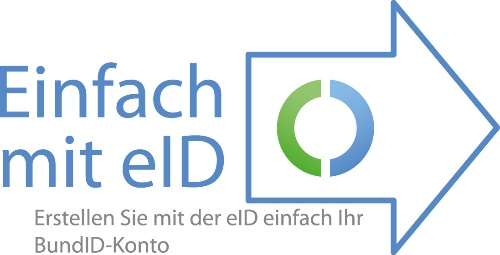 Einfach
mit eID
Erstellen Sie mit der eID einfach Ihr
BundID-Konto